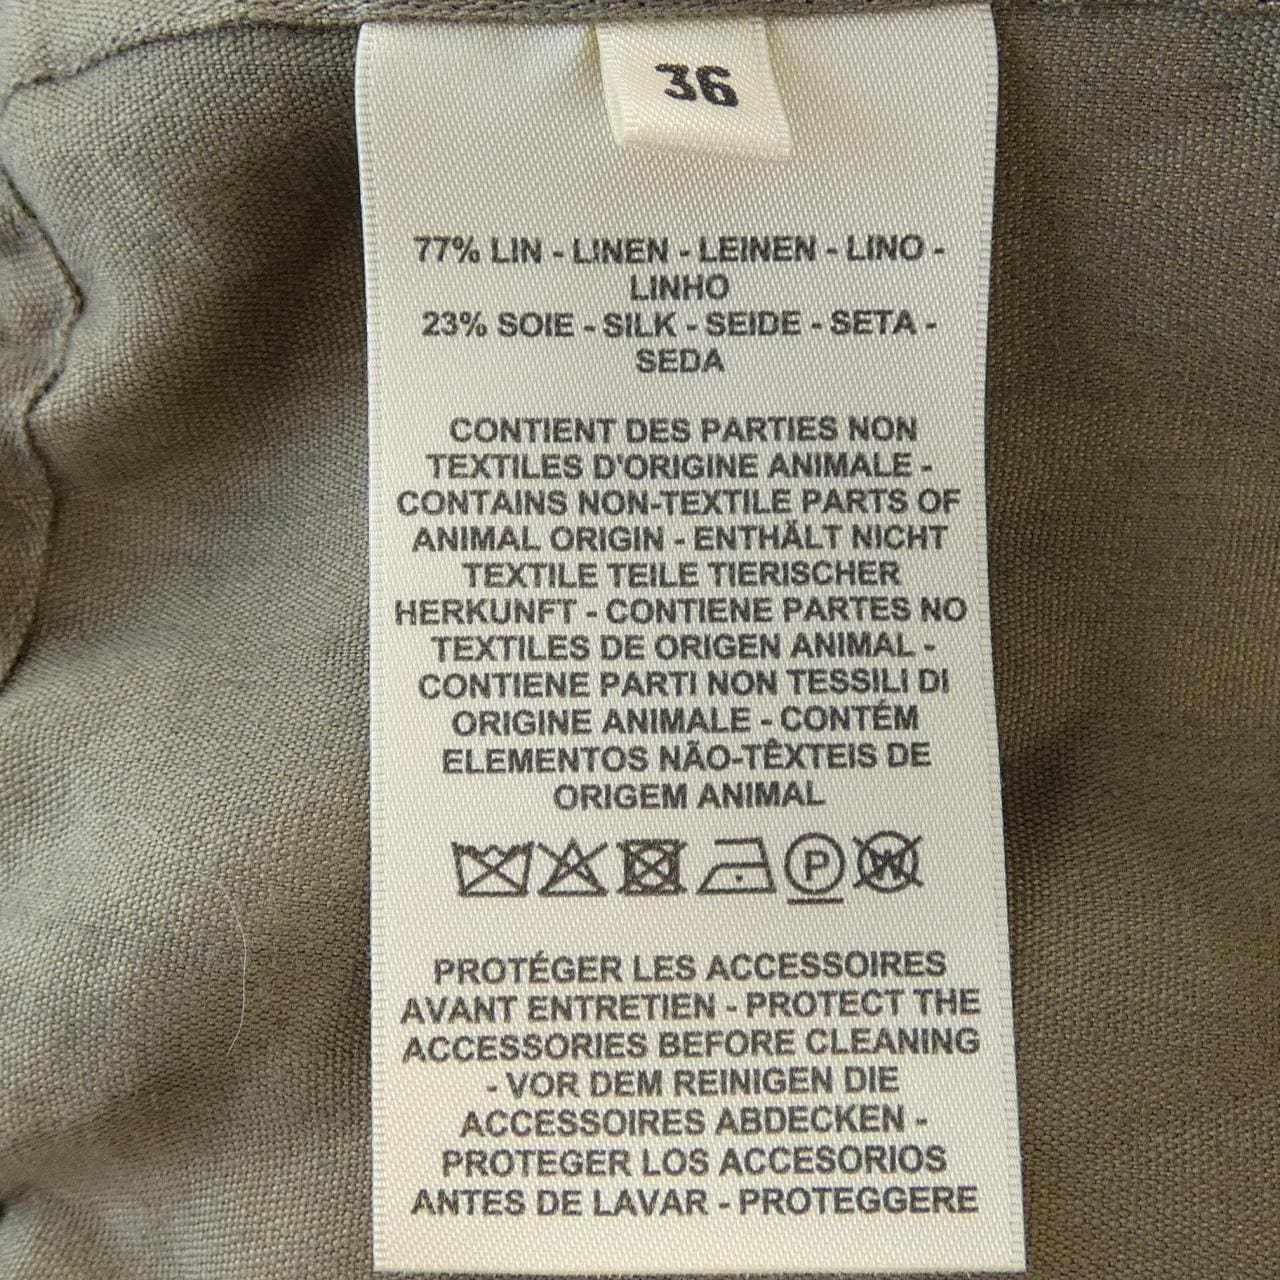 36
77% LIN - LINEN - LEINEN - LINO -
LINHO
23% SOIE - SILK - SEIDE - SETA -
SEDA
CONTIENT DES PARTIES NON
TEXTILES D'ORIGINE ANIMALE -
CONTAINS NON-TEXTILE PARTS OF
ANIMAL ORIGIN - ENTHÄLT NICHT
TEXTILE TEILE TIERISCHER
HERKUNFT - CONTIENE PARTES NO
TEXTILES DE ORIGEN ANIMAL -
CONTIENE PARTI NON TESSILI DI
ORIGINE ANIMALE - CONTÉM
ELEMENTOS NÃO-TÊXTEIS DE
ORIGEM ANIMAL
P W
PROTÉGER LES ACCESSOIRES
AVANT ENTRETIEN - PROTECT THE
ACCESSORIES BEFORE CLEANING
- VOR DEM REINIGEN DIE
ACCESSOIRES ABDECKEN -
PROTEGER LOS ACCESORIOS
ANTES DE LAVAR - PROTEGGERE